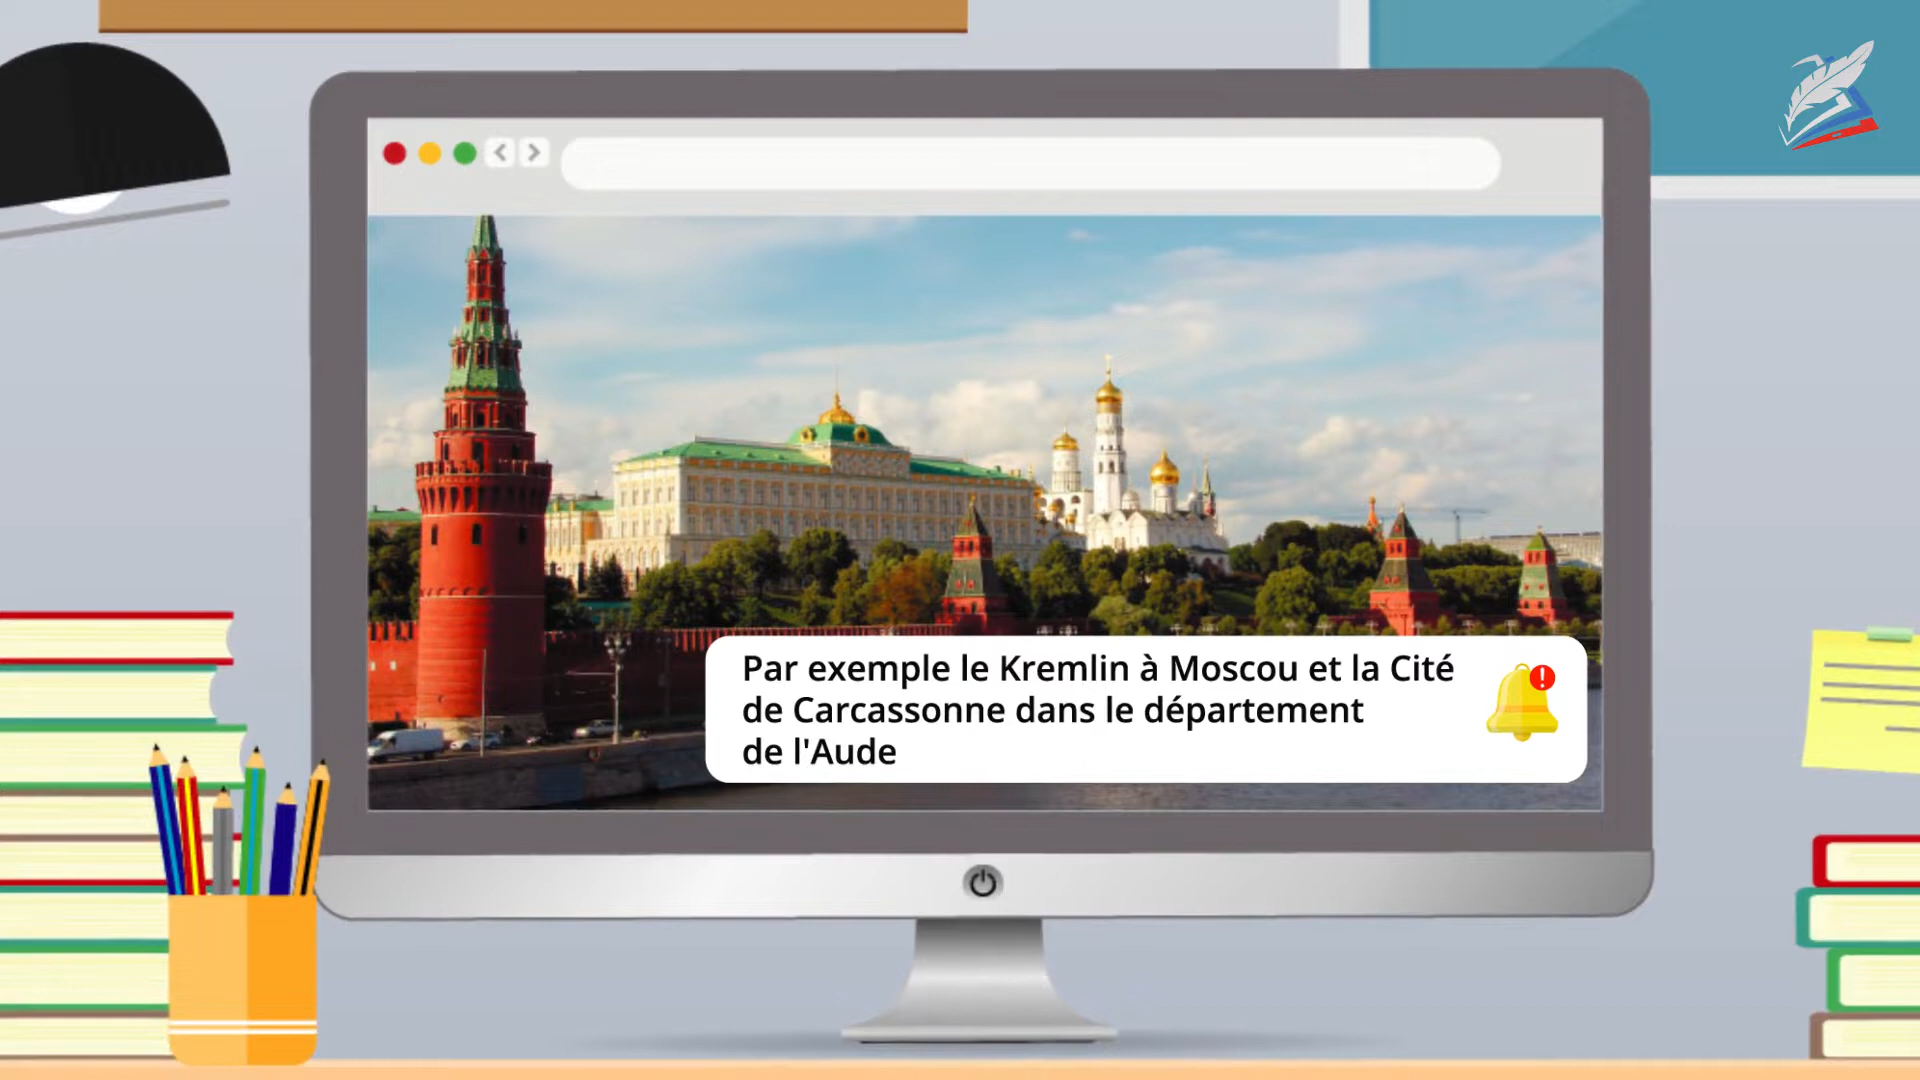 Par exemple le Kremlin à Moscou et la Cité
de Carcassonne dans le département
de l'Aude